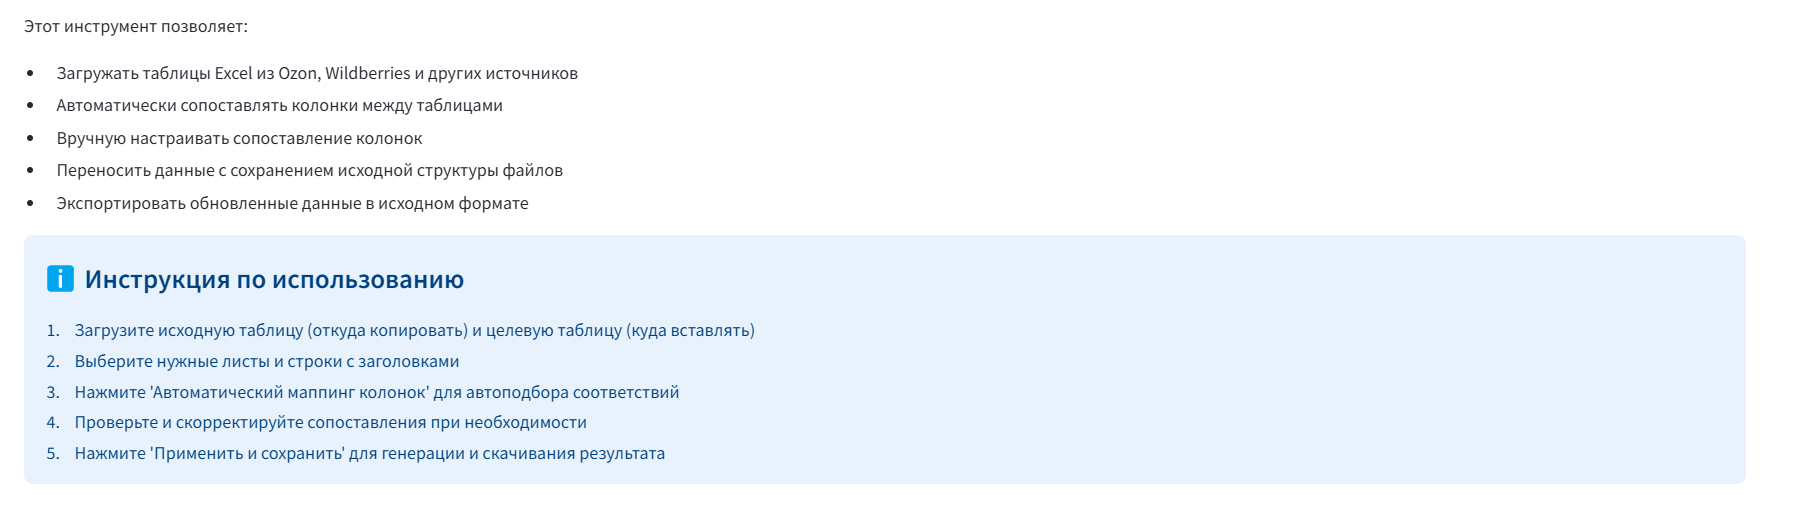 Этот инструмент позволяет:
• Загружать таблицы Excel из Ozon, Wildberries и других источников
• Автоматически сопоставлять колонки между таблицами
• Вручную настраивать сопоставление колонок
• Переносить данные с сохранением исходной структуры файлов
• Экспортировать обновленные данные в исходном формате
Инструкция по использованию
1. Загрузите исходную таблицу (откуда копировать) и целевую таблицу (куда вставлять)
2. Выберите нужные листы и строки с заголовками
3. Нажмите 'Автоматический маппинг колонок' для автоподбора соответствий
4. Проверьте и скорректируйте сопоставления при необходимости
5. Нажмите 'Применить и сохранить' для генерации и скачивания результата